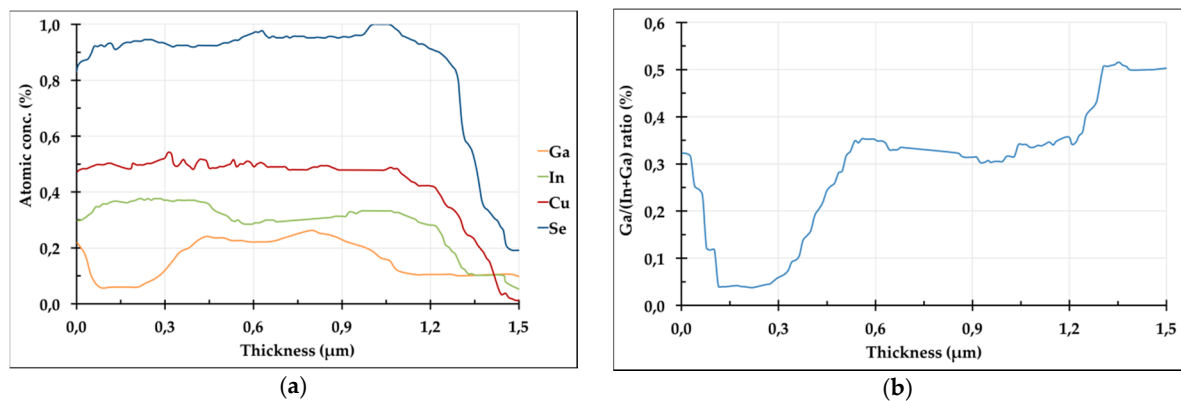 1,0
0,8
0,6
0,4
0,2
0,0
Atomic conc. (%)
0,0 0,3 0,6 0,9 1,2 1,5
Thickness (µm)
Ga
In
Cu
Se
(a)
0,6
0,5
0,4
0,3
0,2
0,1
0,0
Ga/(In+Ga) ratio (%)
0,0 0,3 0,6 0,9 1,2 1,5
Thickness (µm)
(b)